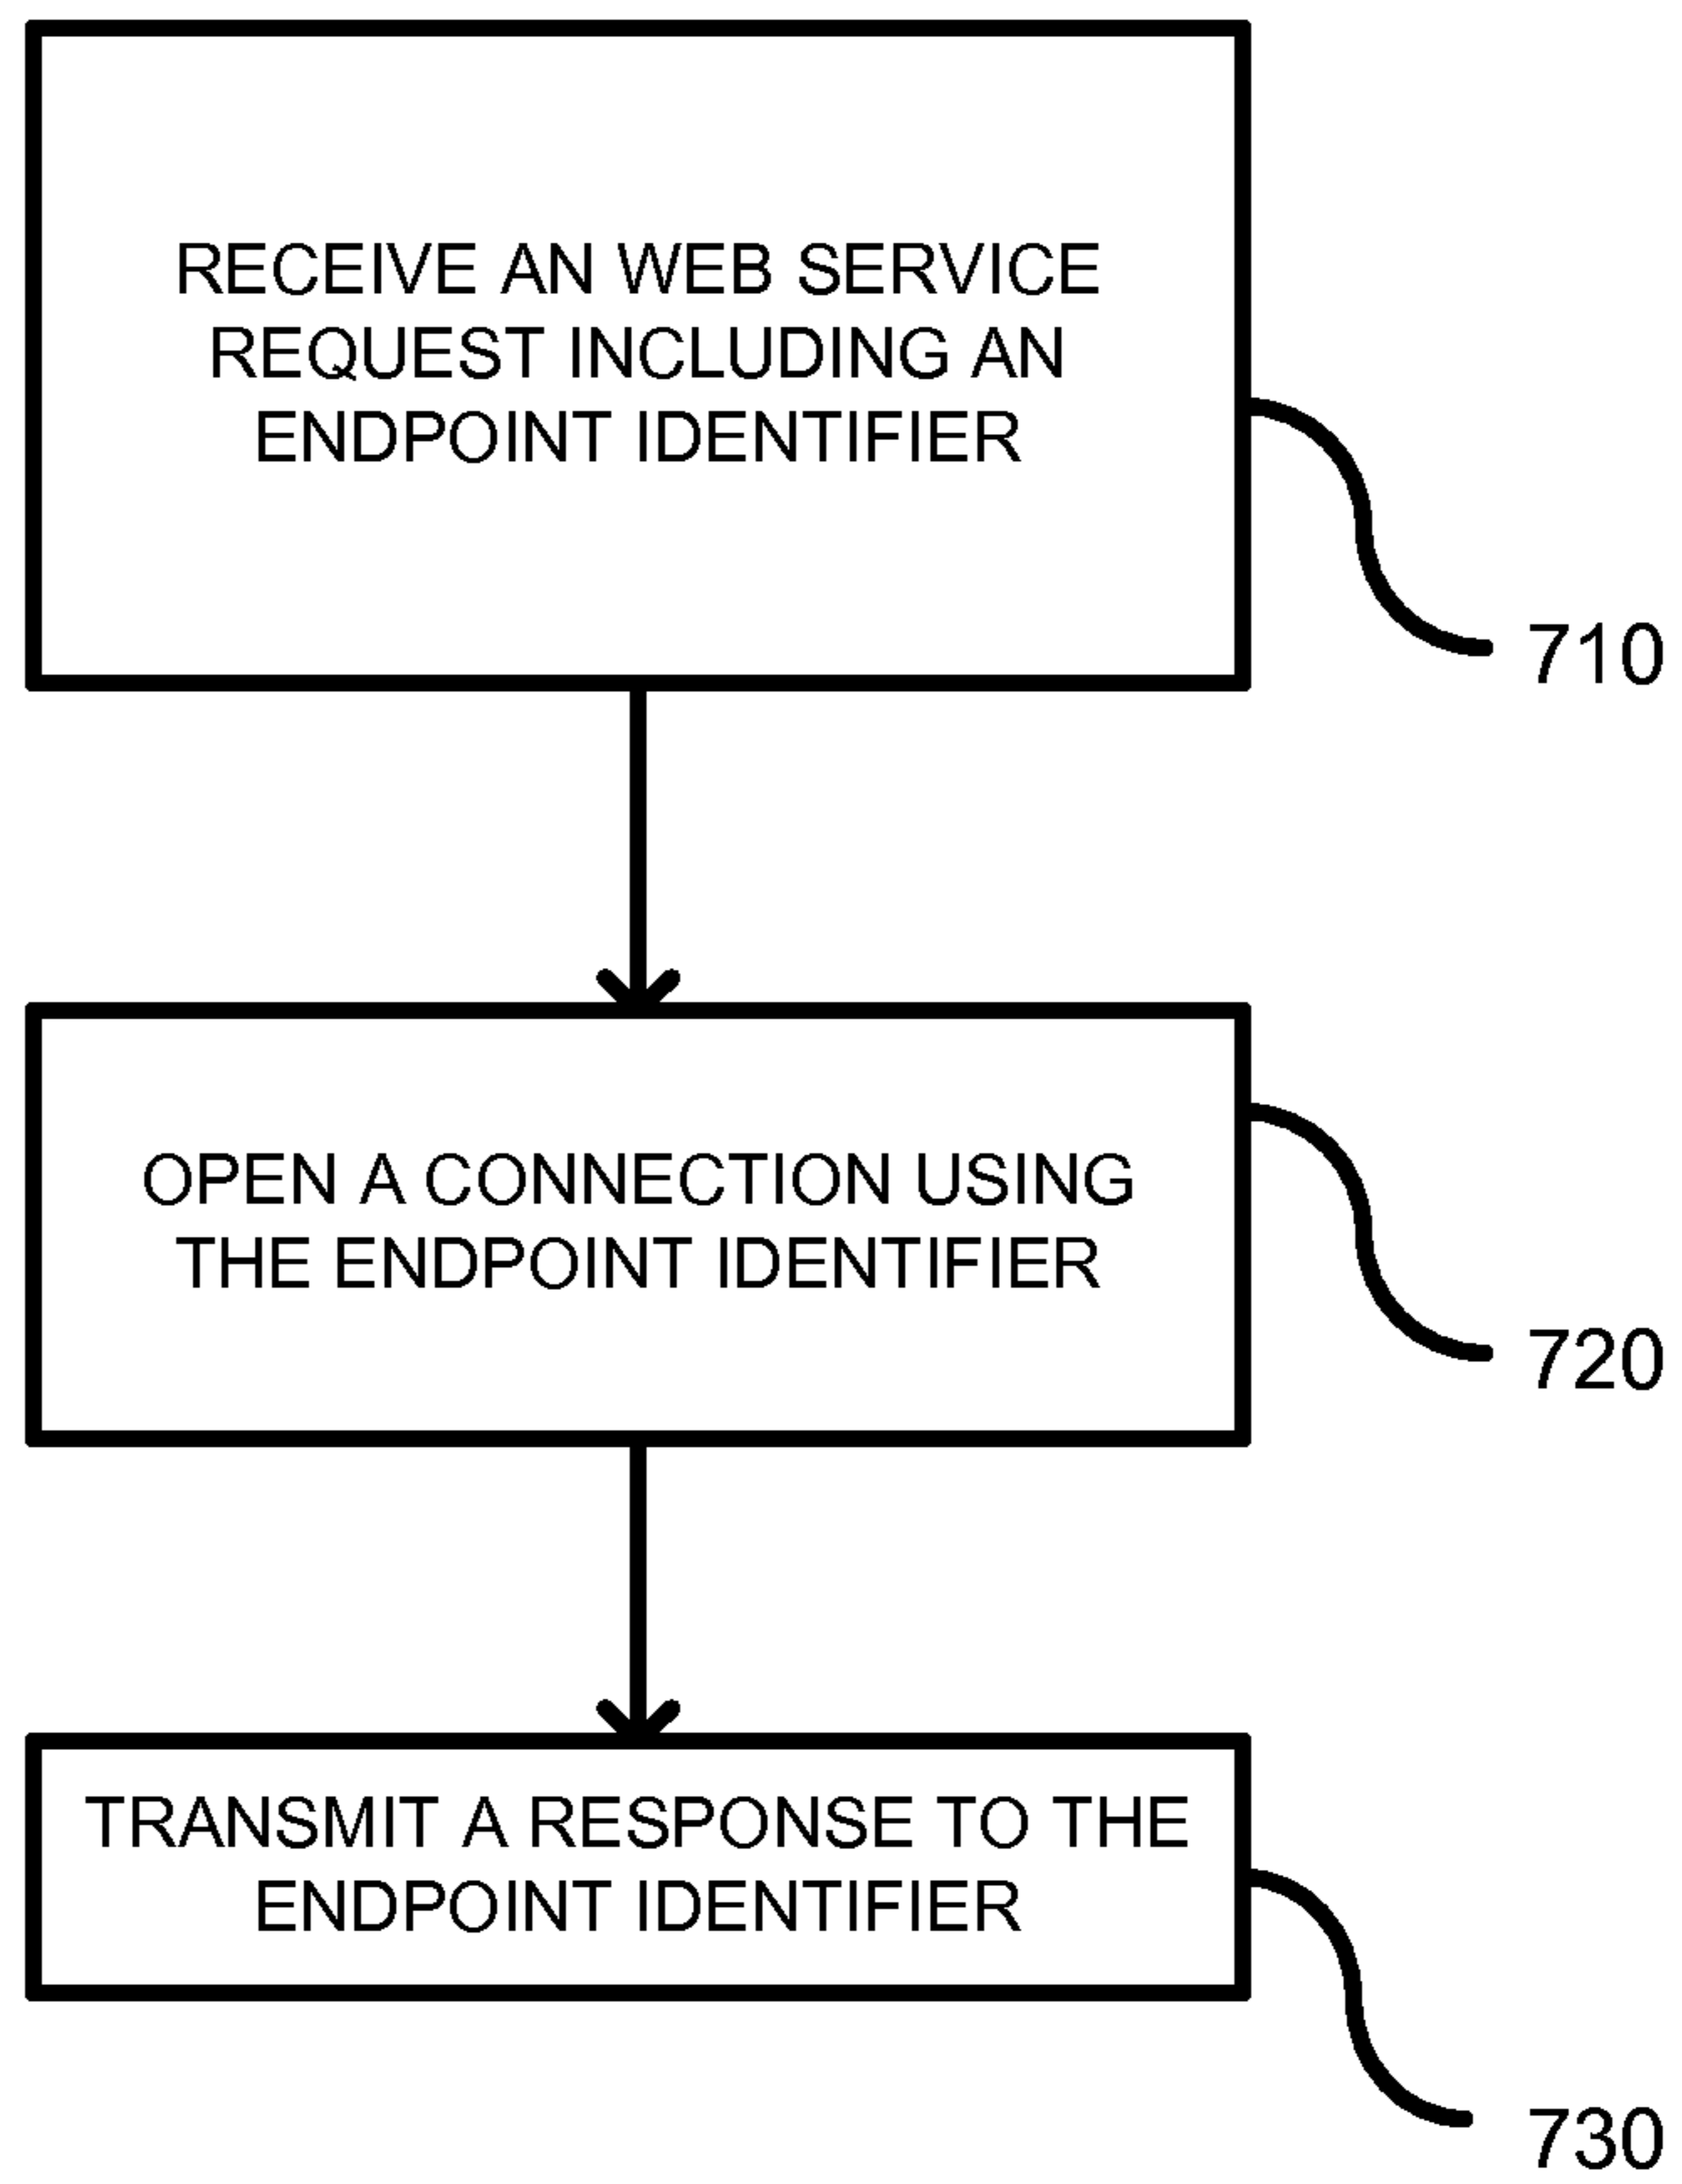 RECEIVE AN WEB SERVICE
REQUEST INCLUDING AN
ENDPOINT IDENTIFIER
710
OPEN A CONNECTION USING
THE ENDPOINT IDENTIFIER
720
TRANSMIT A RESPONSE TO THE
ENDPOINT IDENTIFIER
730